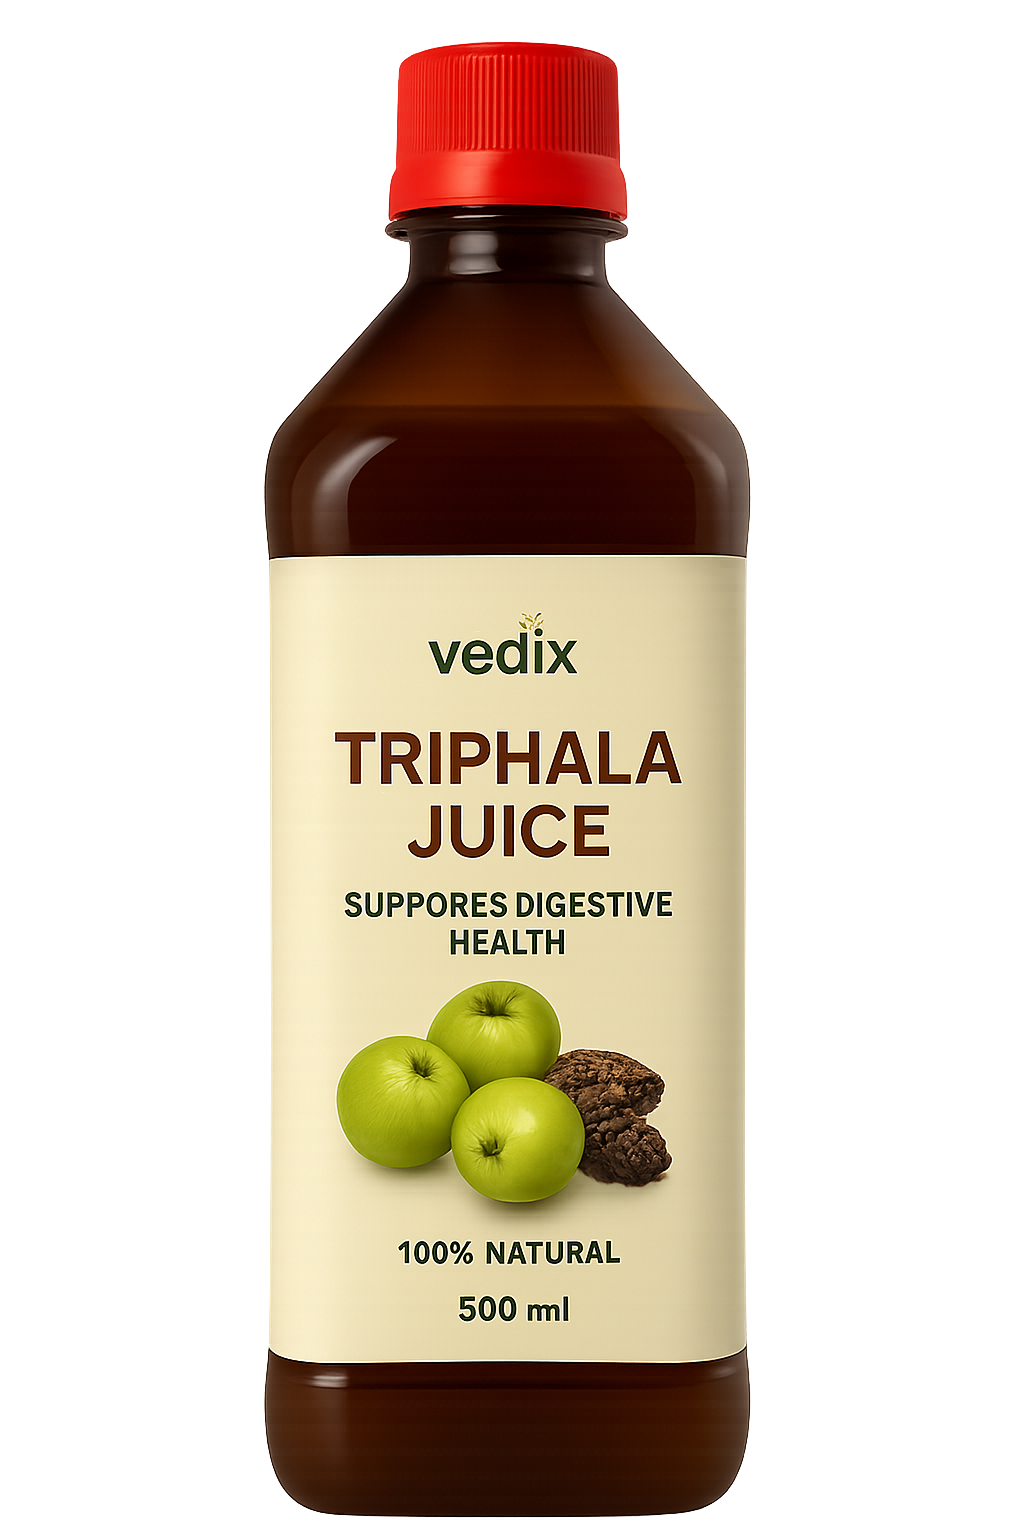 vedix
TRIPHALA
JUICE
SUPPORES DIGESTIVE
HEALTH
100% NATURAL
500 ml